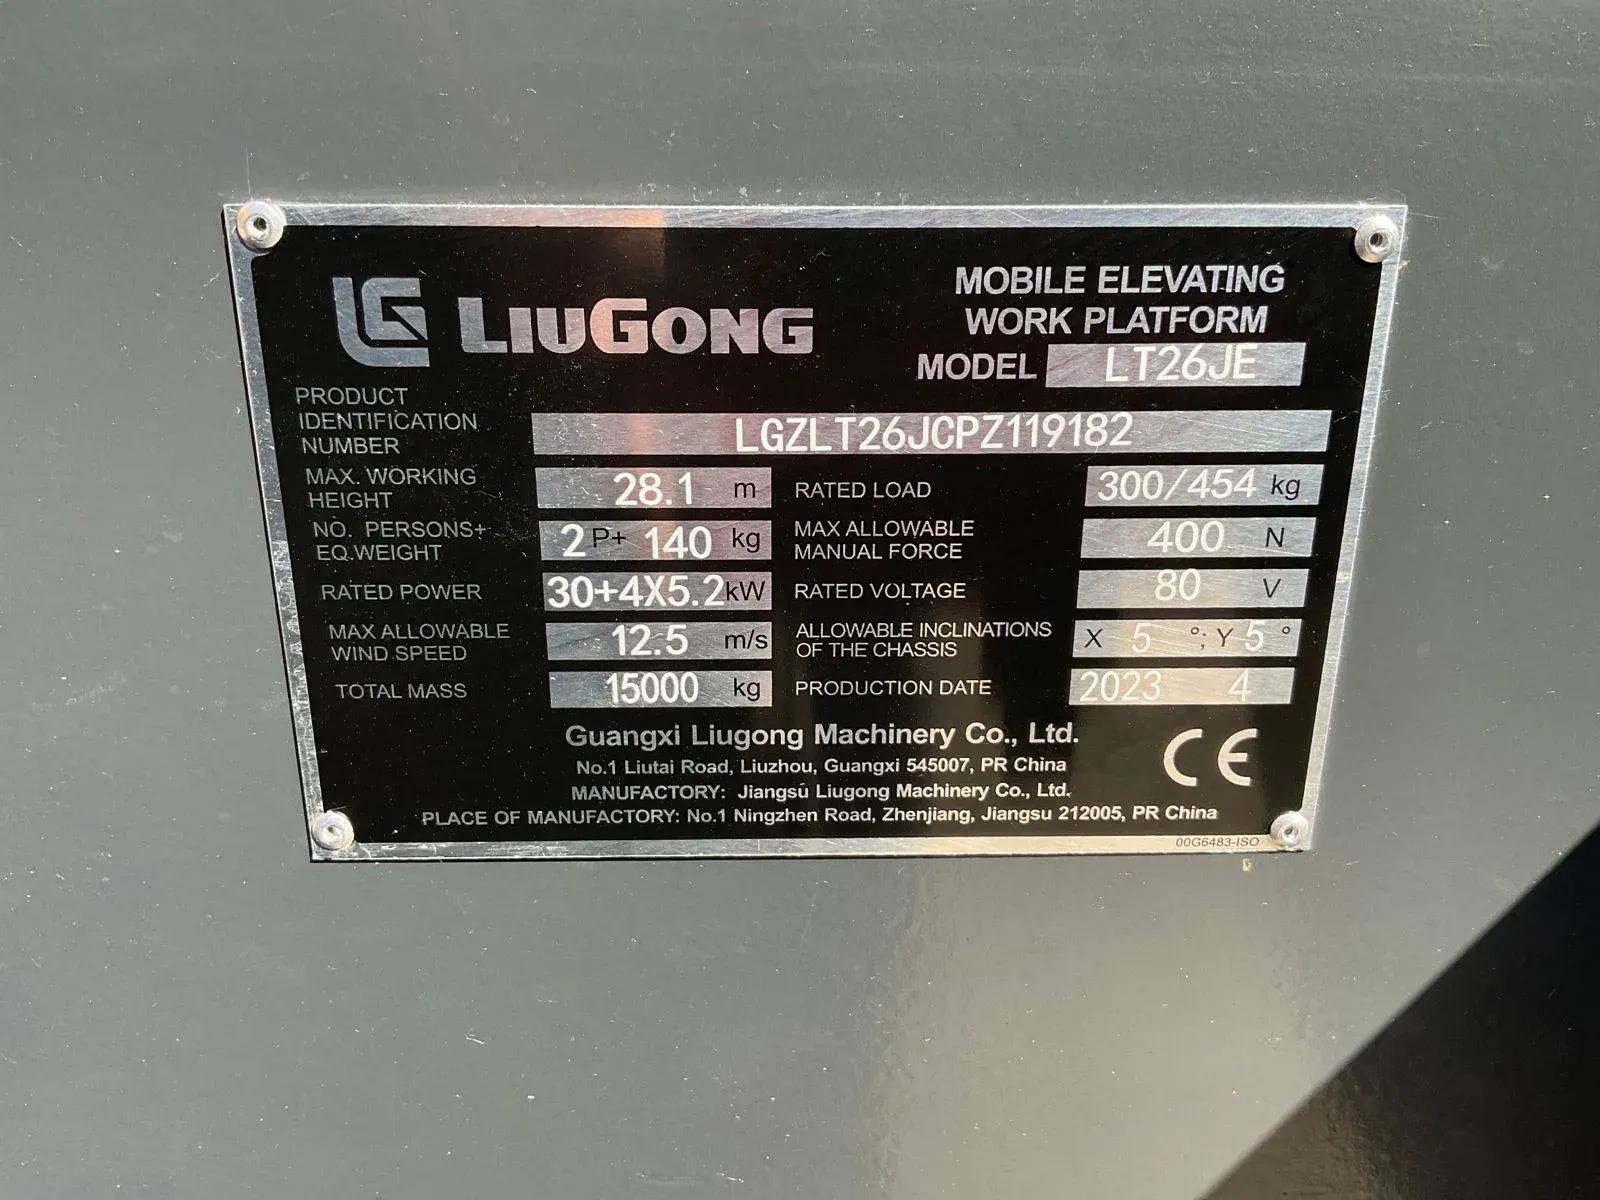 LG LIUGONG
MOBILE ELEVATING
WORK PLATFORM
MODEL LT26JE
PRODUCT
IDENTIFICATION
NUMBER LGZLT26JCPZ119182
MAX. WORKING
HEIGHT 28.1 m
RATED LOAD 300/454 kg
NO. PERSONS+
EQ.WEIGHT 2 P+ 140 kg
MAX ALLOWABLE
MANUAL FORCE 400 N
RATED POWER 30+4X5.2 kW
RATED VOLTAGE 80 V
MAX ALLOWABLE
WIND SPEED 12.5 m/s
ALLOWABLE INCLINATIONS
OF THE CHASSIS X 5 °; Y 5 °
TOTAL MASS 15000 kg
PRODUCTION DATE 2023 4
Guangxi Liugong Machinery Co., Ltd.
No.1 Liutai Road, Liuzhou, Guangxi 545007, PR China
MANUFACTORY: Jiangsu Liugong Machinery Co., Ltd.
PLACE OF MANUFACTORY: No.1 Ningzhen Road, Zhenjiang, Jiangsu 212005, PR China
CE
00G6483-ISO